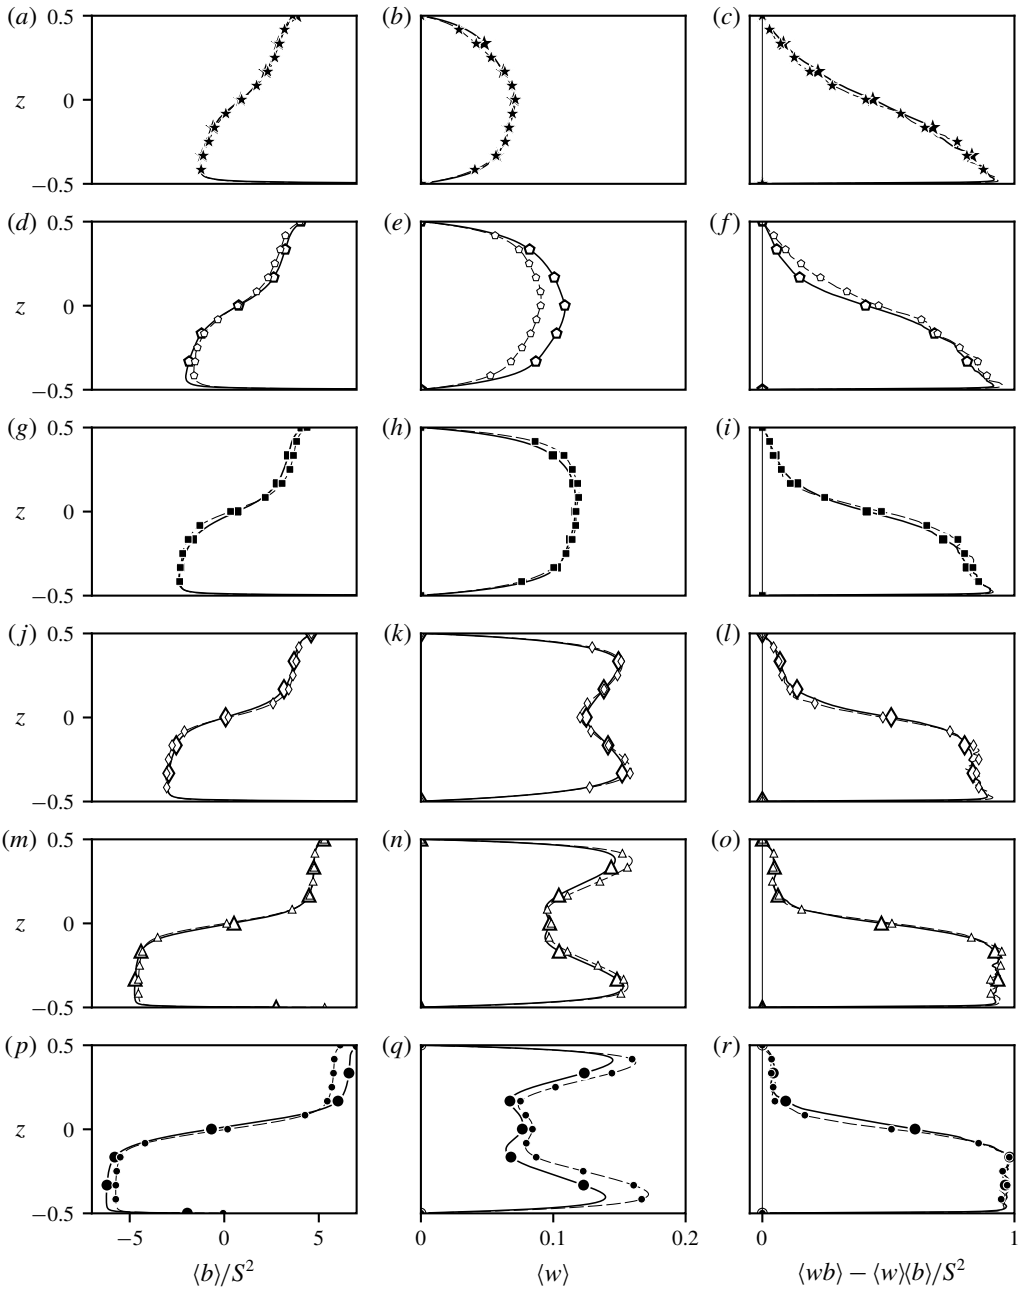 (a) 0.5 (b) (c)
z 0
−0.5
(d) 0.5 (e) (f)
z 0
−0.5
(g) 0.5 (h) (i)
z 0
−0.5
(j) 0.5 (k) (l)
z 0
−0.5
(m) 0.5 (n) (o)
z 0
−0.5
(p) 0.5 (q) (r)
z 0
−0.5
−5 0 5 0 0.1 0.2 0 1
⟨b⟩/S² ⟨w⟩ ⟨wb⟩ − ⟨w⟩⟨b⟩/S²